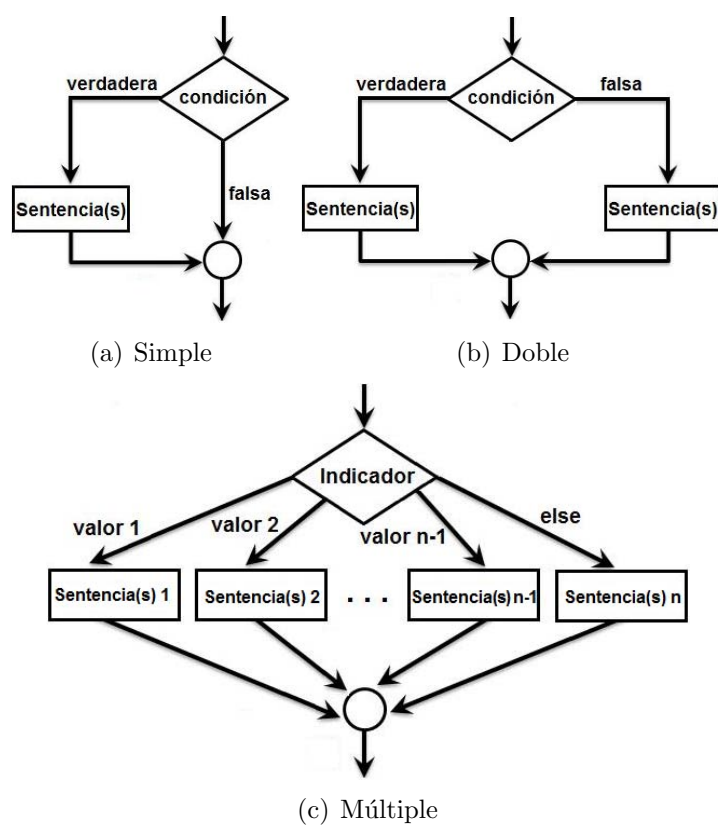 verdadera
condición
falsa
Sentencia(s)
(a) Simple
verdadera
condición
falsa
Sentencia(s)
Sentencia(s)
(b) Doble
Indicador
valor 1
valor 2
valor n-1
else
Sentencia(s) 1
Sentencia(s) 2
. . .
Sentencia(s) n-1
Sentencia(s) n
(c) Múltiple